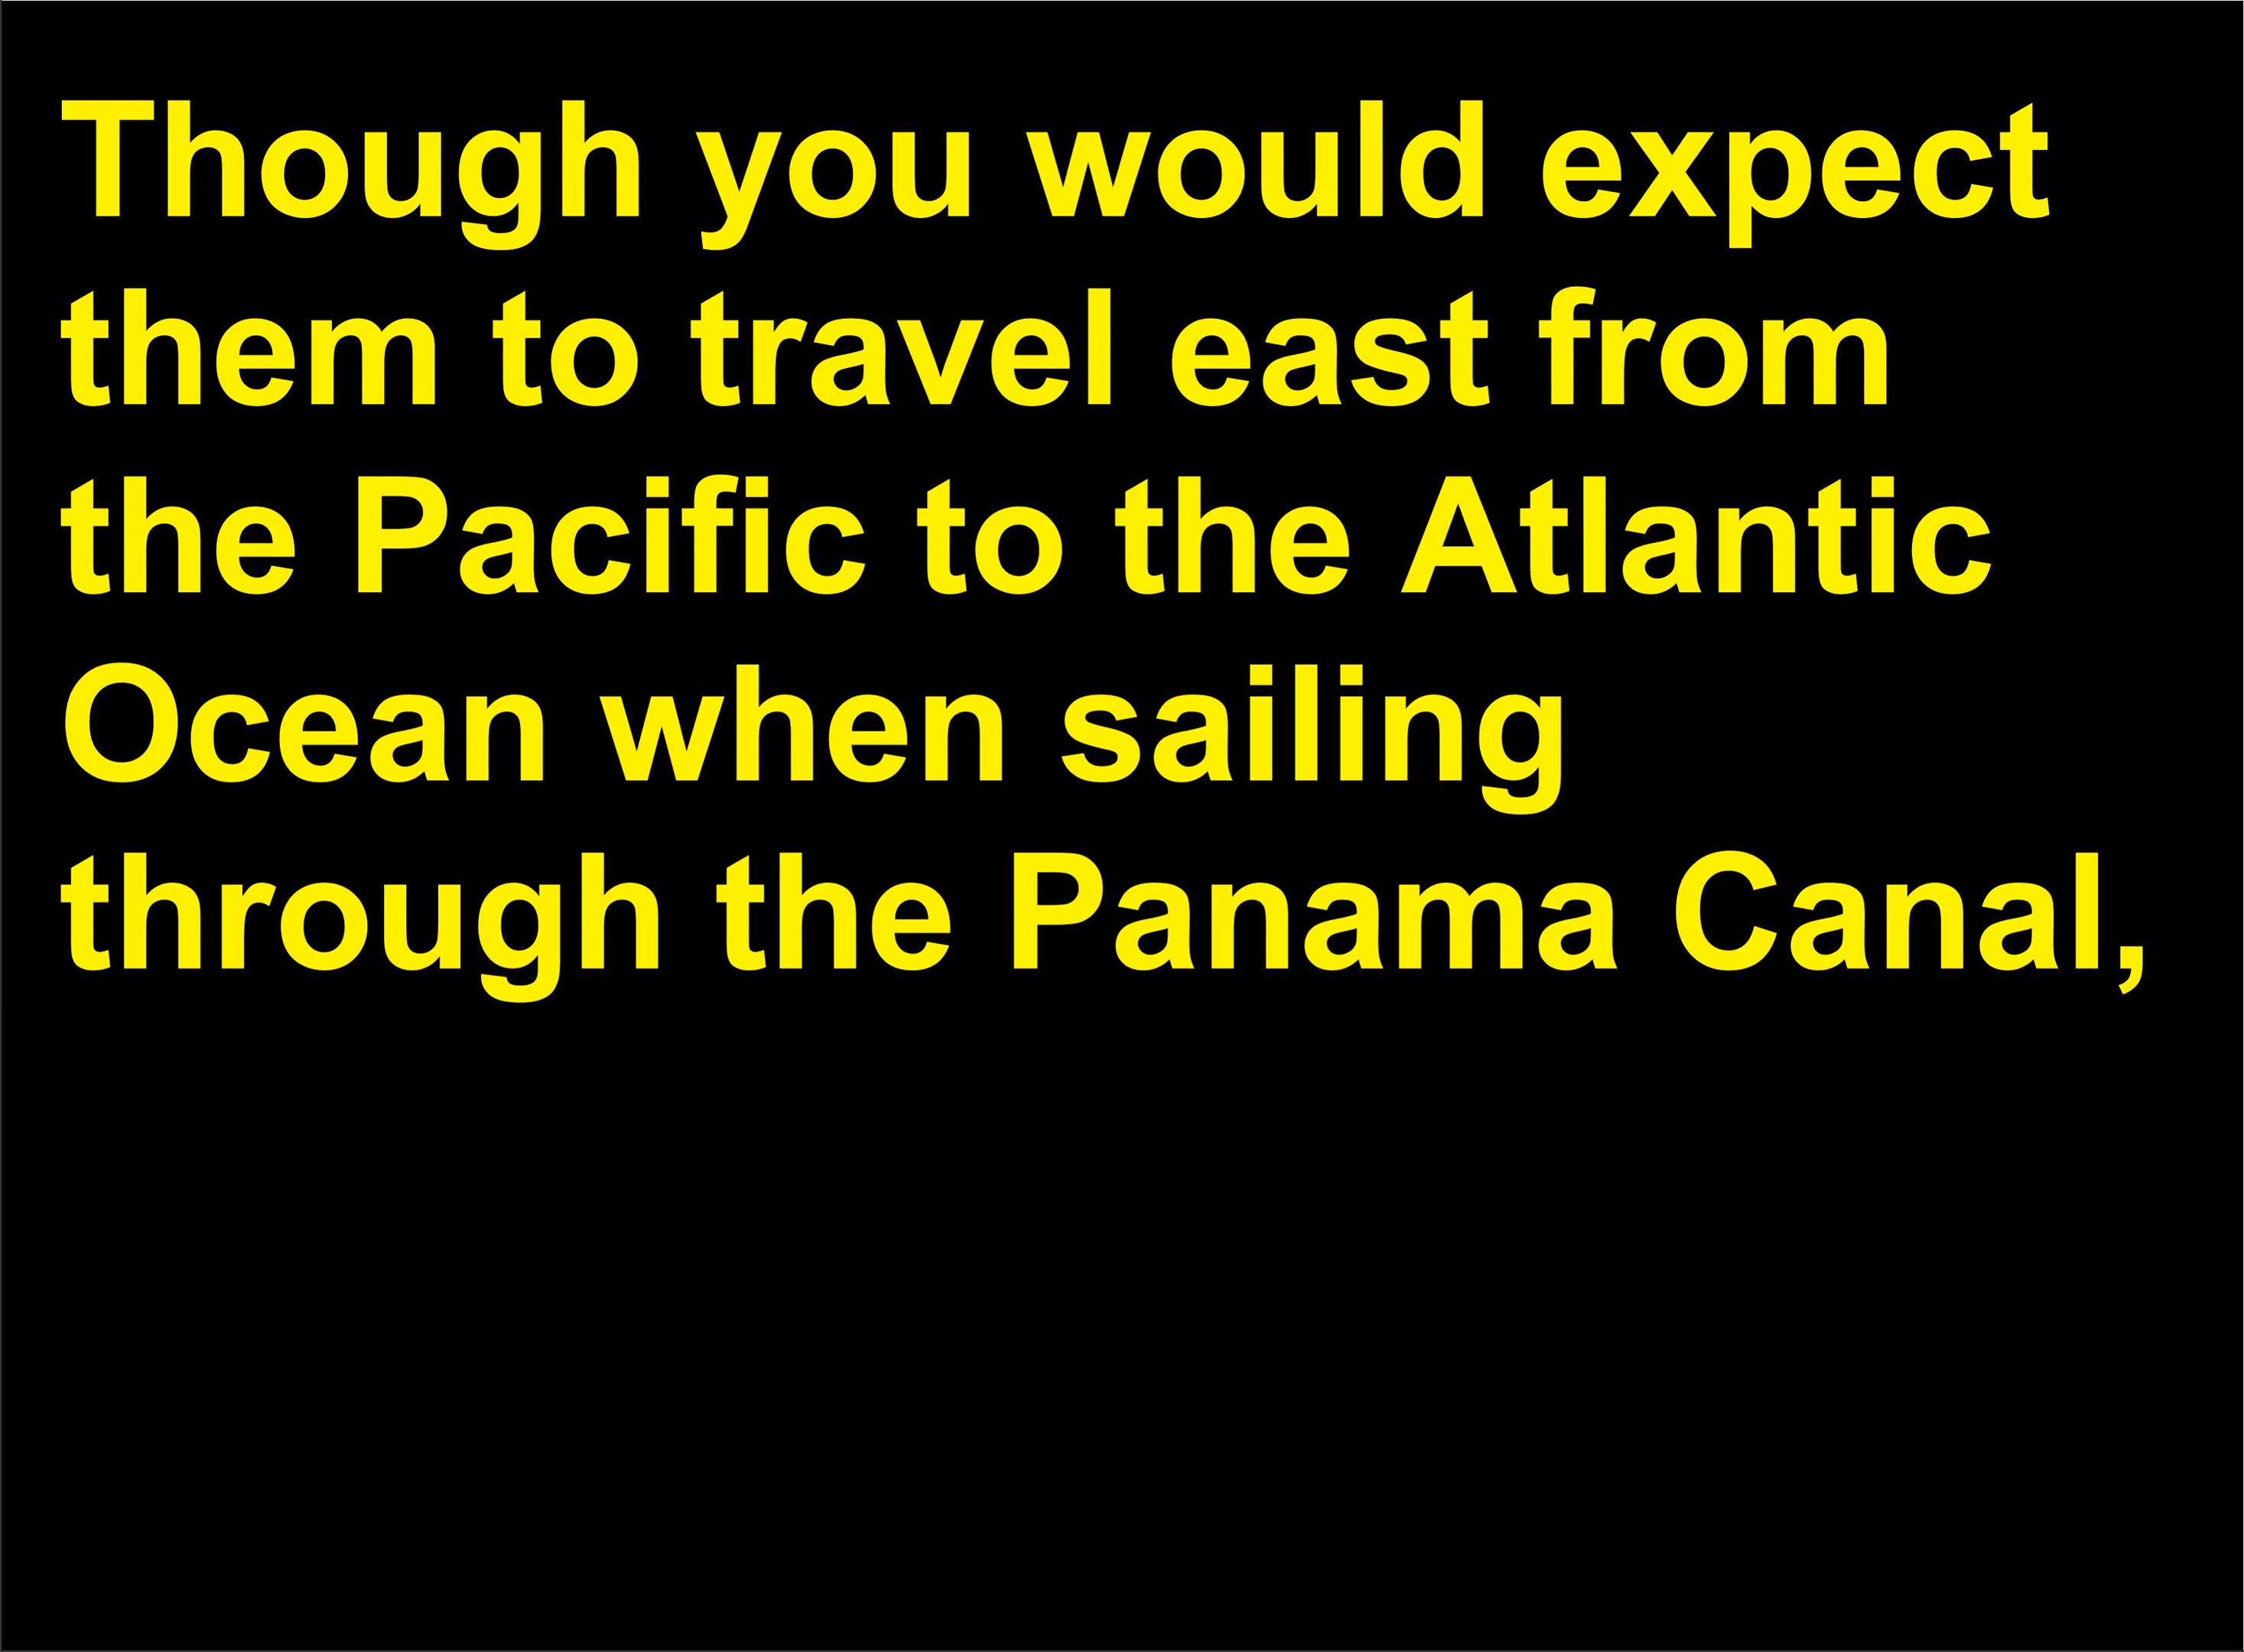 Though you would expect
them to travel east from
the Pacific to the Atlantic
Ocean when sailing
through the Panama Canal,